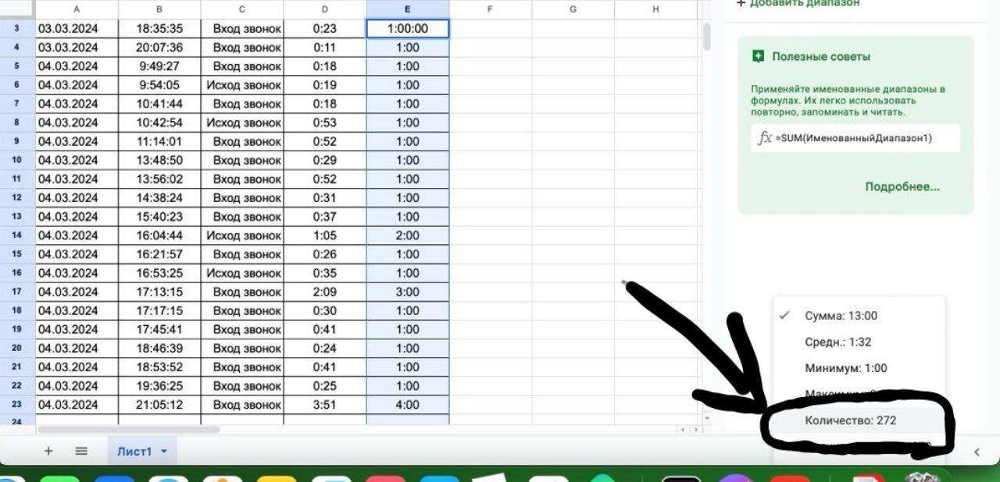 A B C D E F G H
3 03.03.2024 18:35:35 Вход звонок 0:23 1:00:00
4 03.03.2024 20:07:36 Вход звонок 0:11 1:00
5 04.03.2024 9:49:27 Вход звонок 0:18 1:00
6 04.03.2024 9:54:05 Исход звонок 0:19 1:00
7 04.03.2024 10:41:44 Вход звонок 0:18 1:00
8 04.03.2024 10:42:54 Исход звонок 0:53 1:00
9 04.03.2024 11:14:01 Вход звонок 0:52 1:00
10 04.03.2024 13:48:50 Вход звонок 0:29 1:00
11 04.03.2024 13:56:02 Вход звонок 0:52 1:00
12 04.03.2024 14:38:24 Вход звонок 0:31 1:00
13 04.03.2024 15:40:23 Вход звонок 0:37 1:00
14 04.03.2024 16:04:44 Исход звонок 1:05 2:00
15 04.03.2024 16:21:57 Вход звонок 0:26 1:00
16 04.03.2024 16:53:25 Исход звонок 0:35 1:00
17 04.03.2024 17:13:15 Вход звонок 2:09 3:00
18 04.03.2024 17:17:15 Вход звонок 0:30 1:00
19 04.03.2024 17:45:41 Вход звонок 0:41 1:00
20 04.03.2024 18:46:39 Вход звонок 0:24 1:00
21 04.03.2024 18:53:52 Вход звонок 0:41 1:00
22 04.03.2024 19:36:25 Вход звонок 0:25 1:00
23 04.03.2024 21:05:12 Вход звонок 3:51 4:00
24
+ Добавить диапазон
Полезные советы
Применяйте именованные диапазоны в
формулах. Их легко использовать
повторно, запоминать и читать.
fx =SUM(ИменованныйДиапазон1)
Подробнее...
Сумма: 13:00
Средн.: 1:32
Минимум: 1:00
Количество: 272
Лист1